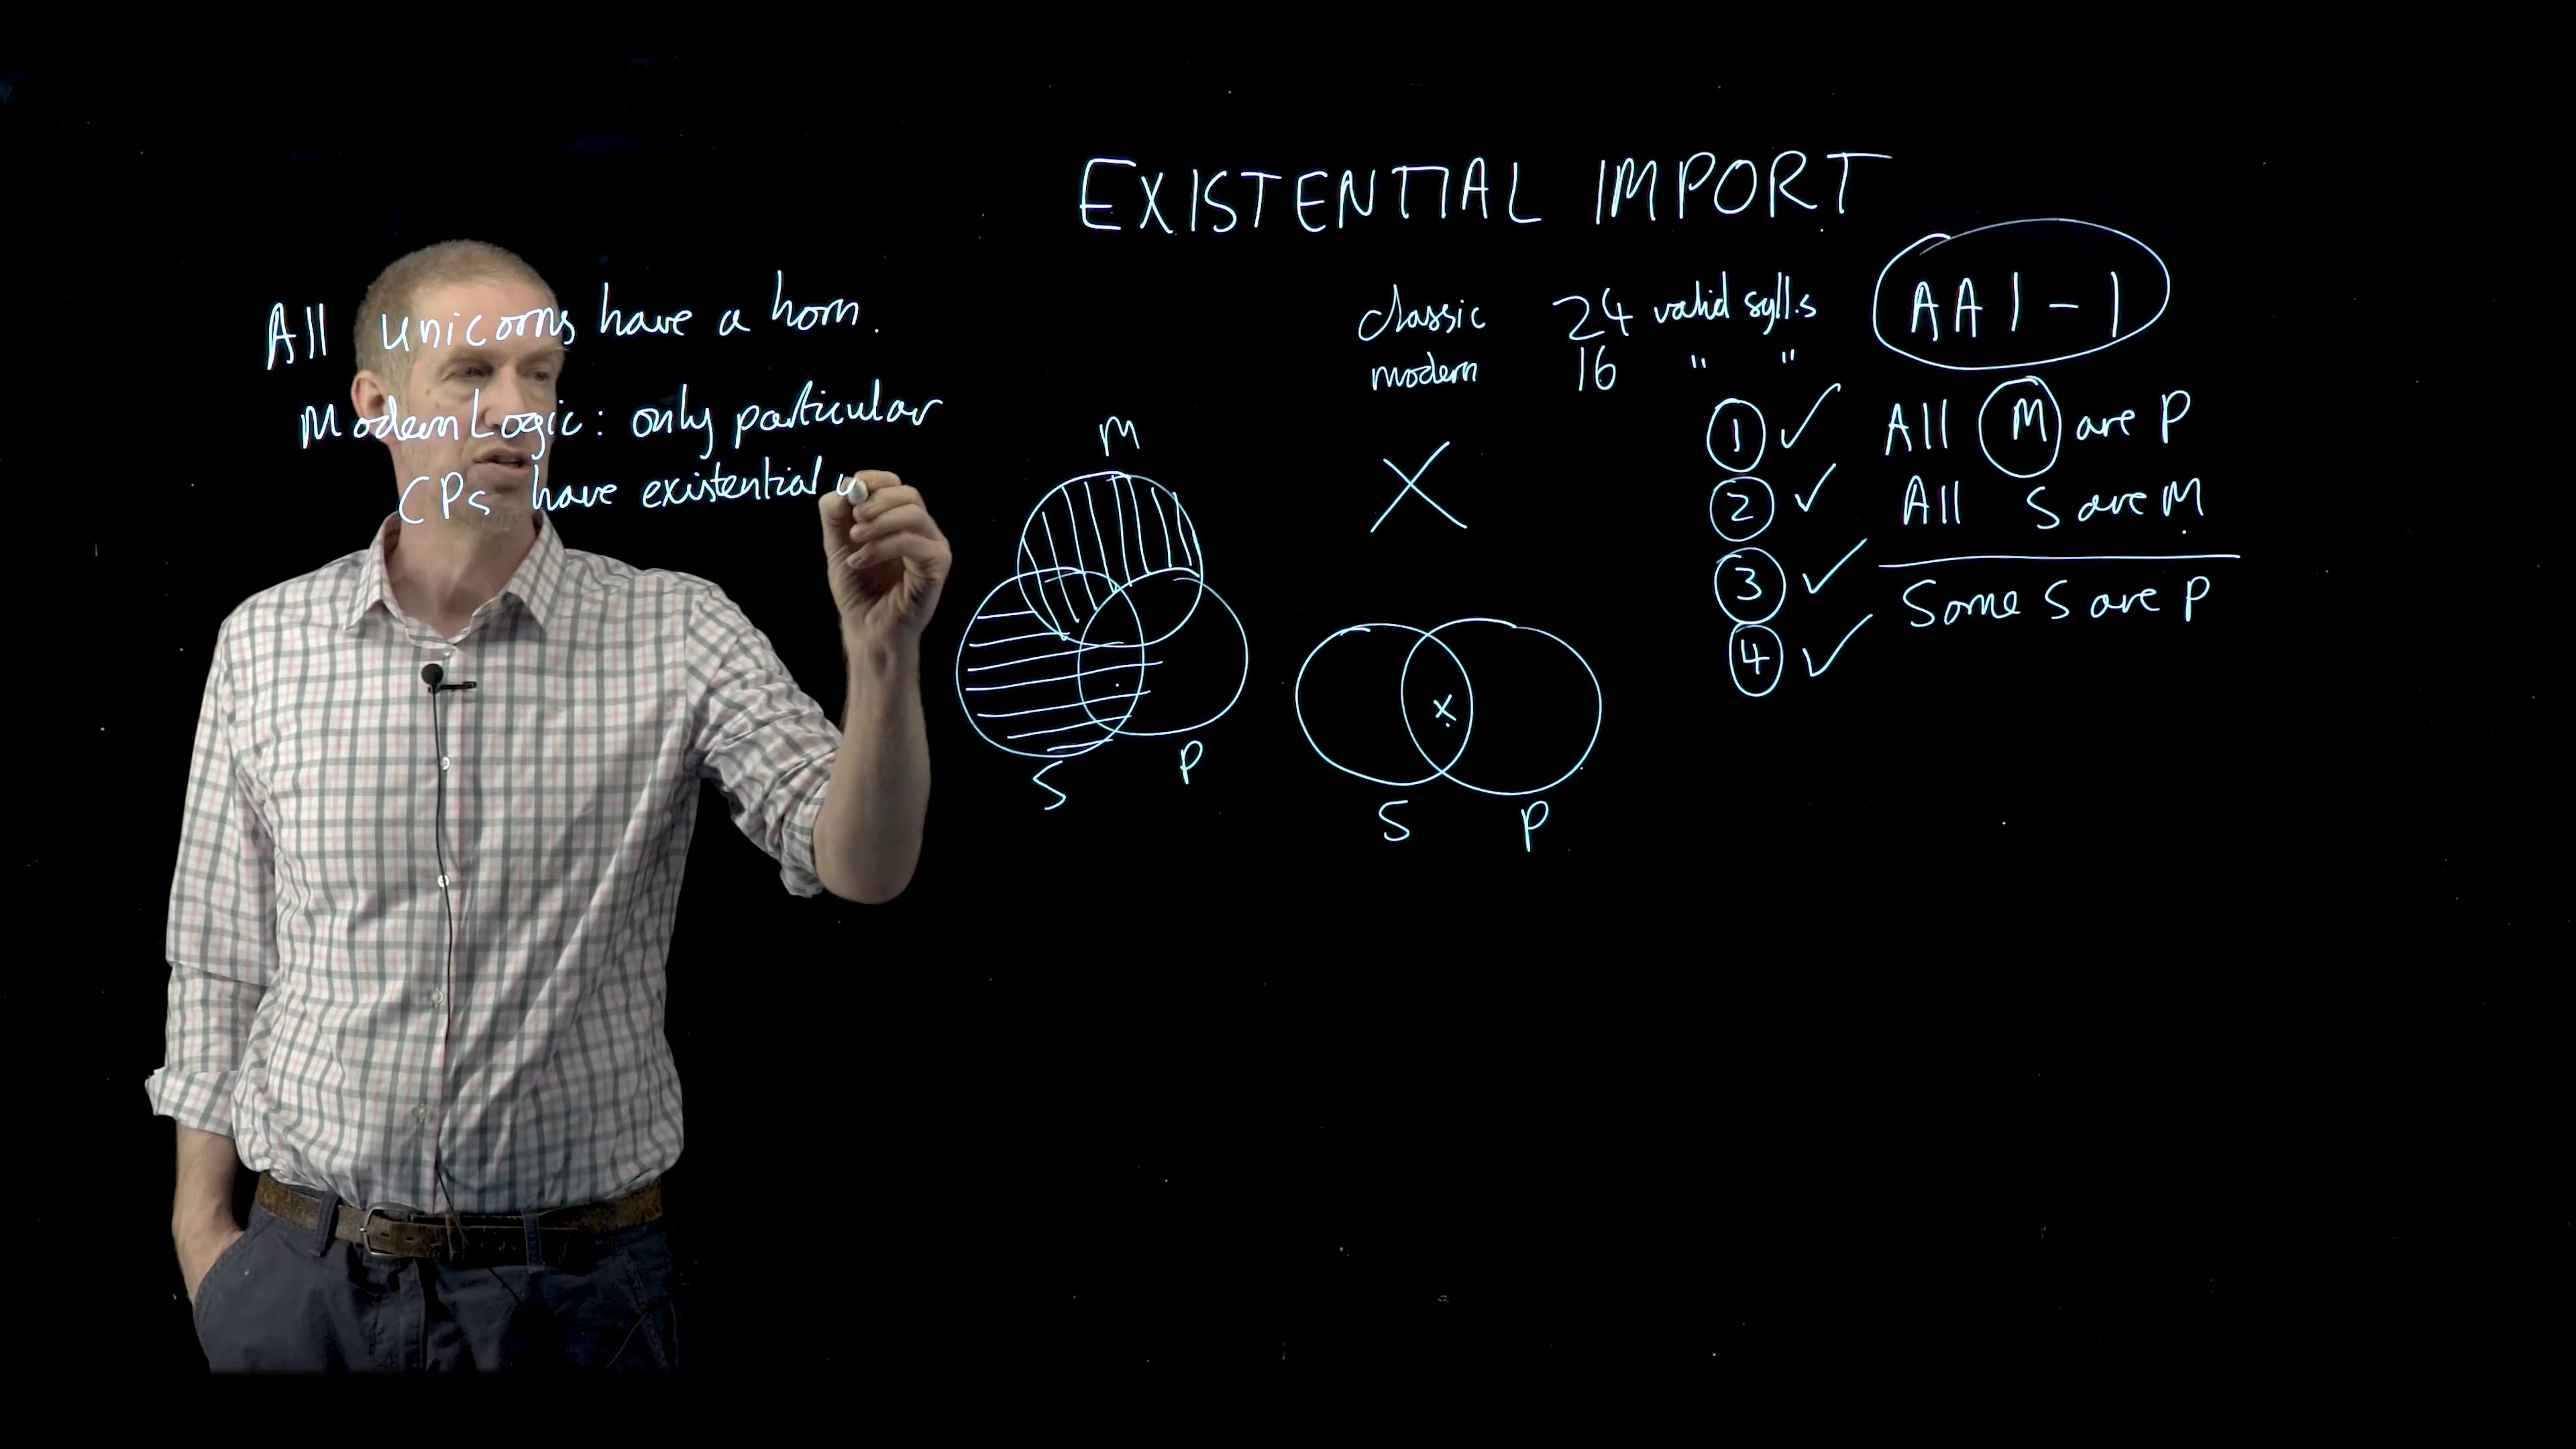 EXISTENTIAL IMPORT
All unicorns have a horn.
Modern Logic: only particular
CPs have existential
classic 24 valid sylls
modern 16 " "
AAI-1
1 ✓ All M are P
2 ✓ All S are M
3 ✓
Some S are P
4 ✓
M
S
P
X
x
S
P